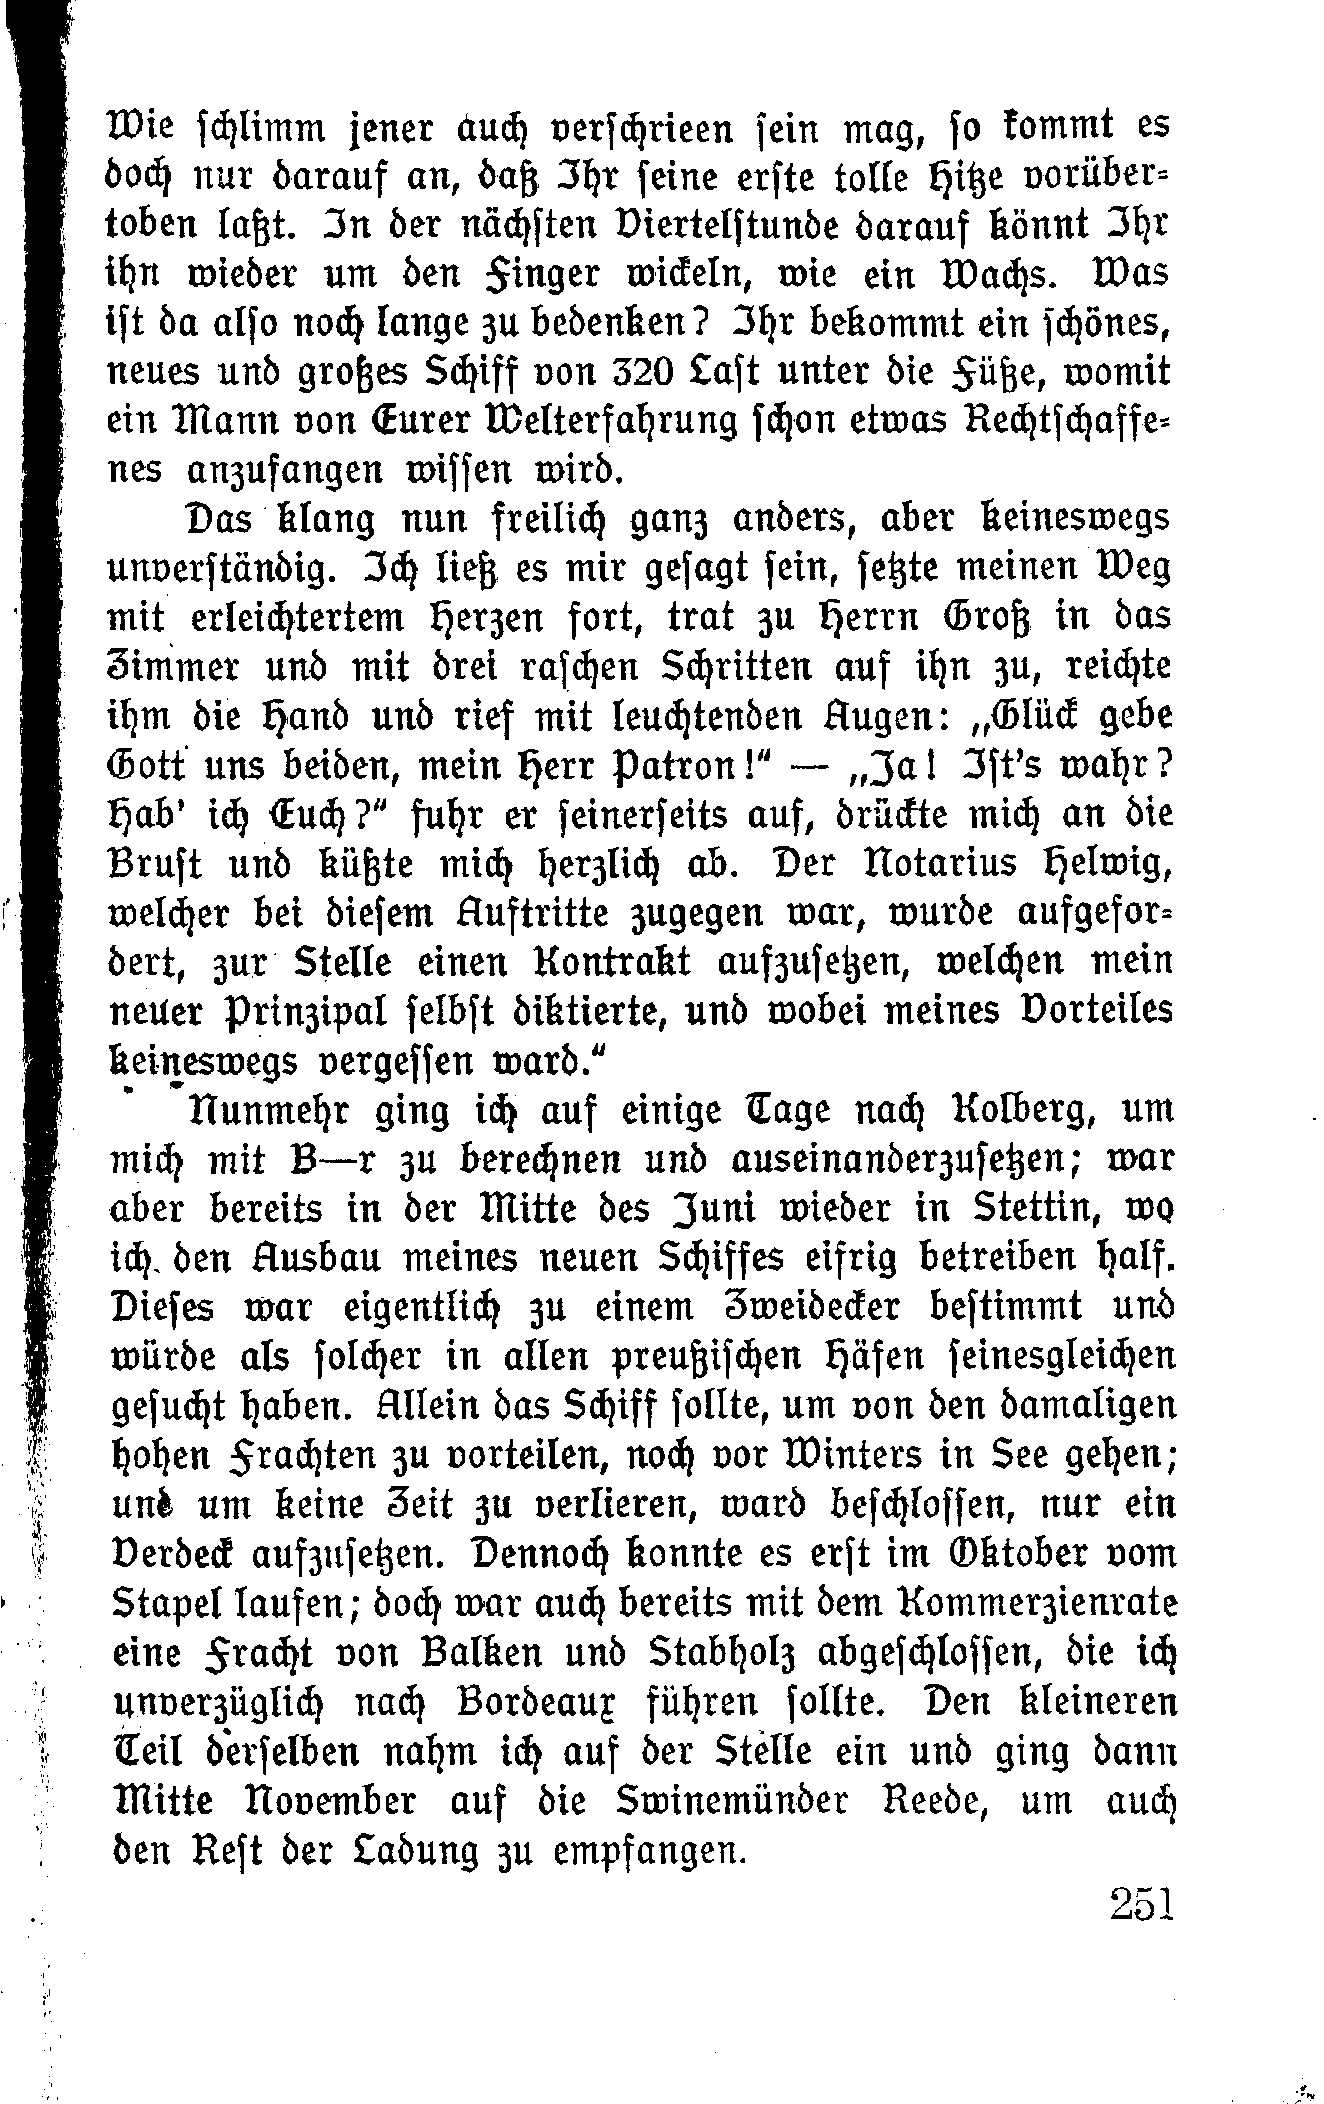 Wie schlimm jener auch verschrieen sein mag, so kommt es
doch nur darauf an, daß Ihr seine erste tolle Hitze vorüber-
toben laßt. In der nächsten Viertelstunde darauf könnt Ihr
ihn wieder um den Finger wickeln, wie ein Wachs. Was
ist da also noch lange zu bedenken? Ihr bekommt ein schönes,
neues und großes Schiff von 320 Last unter die Füße, womit
ein Mann von Eurer Welterfahrung schon etwas Rechtschaffe-
nes anzufangen wissen wird.
Das klang nun freilich ganz anders, aber keineswegs
unverständig. Ich ließ es mir gesagt sein, setzte meinen Weg
mit erleichtertem Herzen fort, trat zu Herrn Groß in das
Zimmer und mit drei raschen Schritten auf ihn zu, reichte
ihm die Hand und rief mit leuchtenden Augen: „Glück gebe
Gott uns beiden, mein Herr Patron!“ — „Ja! Ist's wahr?
Hab' ich Euch?“ fuhr er seinerseits auf, drückte mich an die
Brust und küßte mich herzlich ab. Der Notarius Helwig,
welcher bei diesem Auftritte zugegen war, wurde aufgefor-
dert, zur Stelle einen Kontrakt aufzusetzen, welchen mein
neuer Prinzipal selbst diktierte, und wobei meines Vorteiles
keineswegs vergessen ward.“
Nunmehr ging ich auf einige Tage nach Kolberg, um
mich mit B—r zu berechnen und auseinanderzusetzen; war
aber bereits in der Mitte des Juni wieder in Stettin, wo
ich den Ausbau meines neuen Schiffes eifrig betreiben half.
Dieses war eigentlich zu einem Zweidecker bestimmt und
würde als solcher in allen preußischen Häfen seinesgleichen
gesucht haben. Allein das Schiff sollte, um von den damaligen
hohen Frachten zu vorteilen, noch vor Winters in See gehen;
und um keine Zeit zu verlieren, ward beschlossen, nur ein
Verdeck aufzusetzen. Dennoch konnte es erst im Oktober vom
Stapel laufen; doch war auch bereits mit dem Kommerzienrate
eine Fracht von Balken und Stabholz abgeschlossen, die ich
unverzüglich nach Bordeaux führen sollte. Den kleineren
Teil derselben nahm ich auf der Stelle ein und ging dann
Mitte November auf die Swinemünder Reede, um auch
den Rest der Ladung zu empfangen.
251